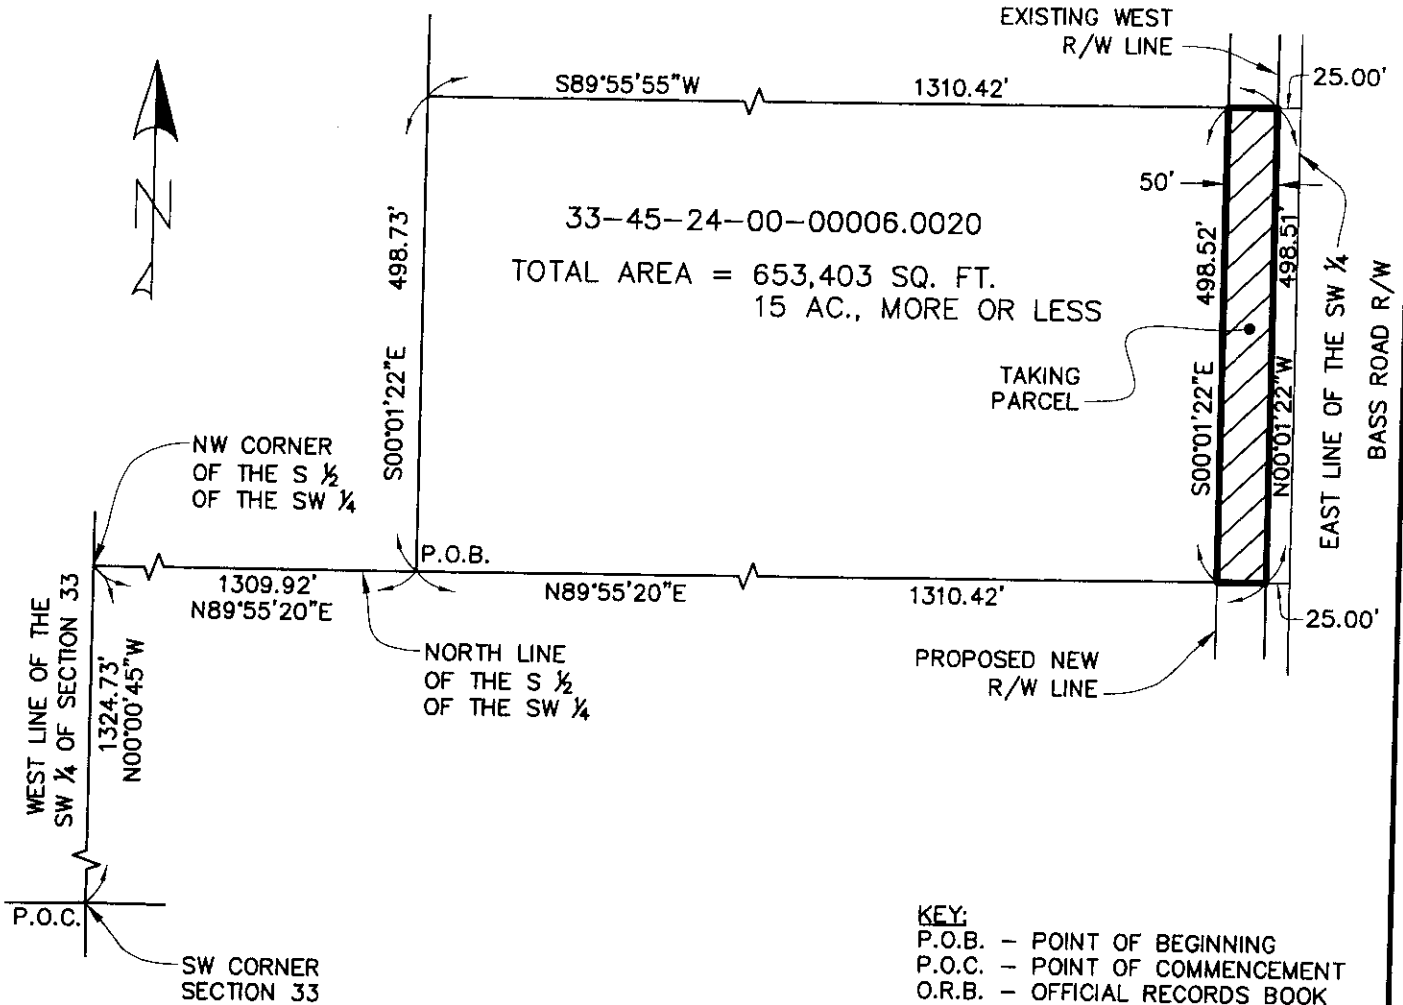 EXISTING WEST
R/W LINE
25.00'
S89°55'55"W
1310.42'
N
50'
33-45-24-00-00006.0020
TOTAL AREA = 653,403 SQ. FT.
15 AC., MORE OR LESS
498.73'
S00°01'22"E
498.52'
S00°01'22"E
498.51'
N00°01'22"W
EAST LINE OF THE SW ¼
BASS ROAD R/W
TAKING
PARCEL
NW CORNER
OF THE S ½
OF THE SW ¼
P.O.B.
1309.92'
N89°55'20"E
N89°55'20"E
1310.42'
25.00'
NORTH LINE
OF THE S ½
OF THE SW ¼
PROPOSED NEW
R/W LINE
WEST LINE OF THE
SW ¼ OF SECTION 33
1324.73'
N00°00'45"W
P.O.C.
SW CORNER
SECTION 33
KEY:
P.O.B. - POINT OF BEGINNING
P.O.C. - POINT OF COMMENCEMENT
O.R.B. - OFFICIAL RECORDS BOOK